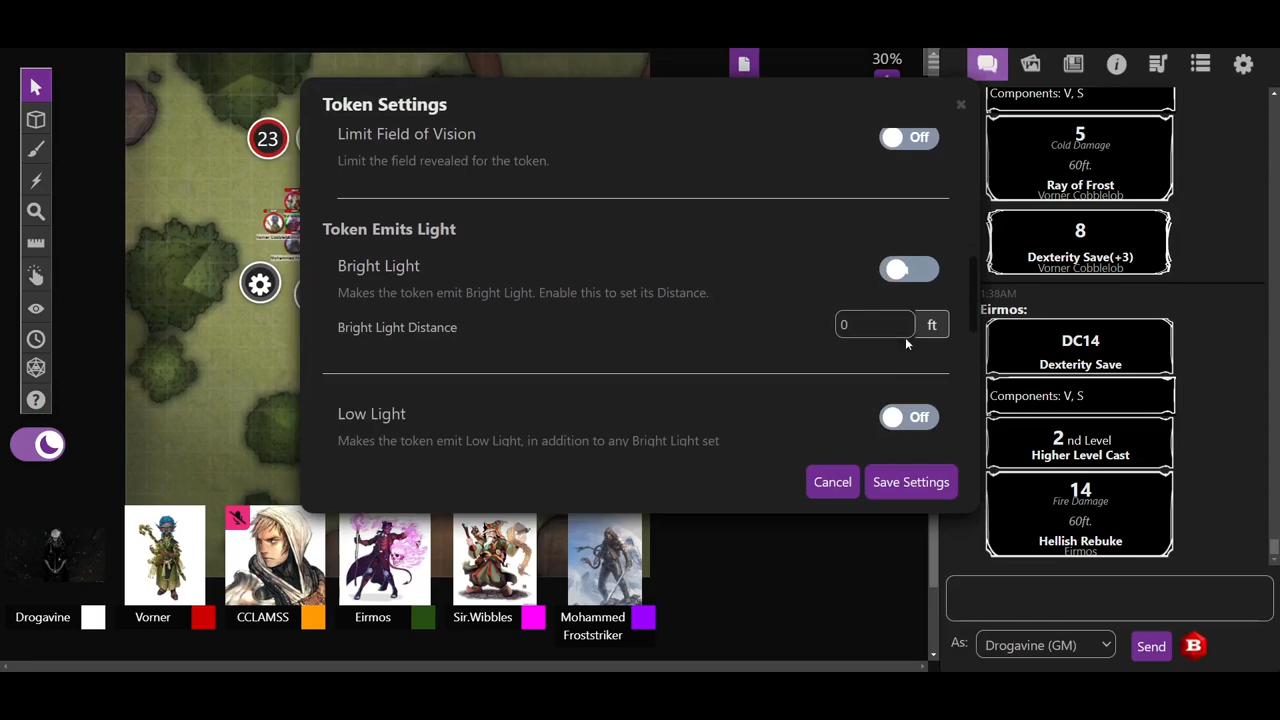 30%
23
Token Settings
Limit Field of Vision
Off
Limit the field revealed for the token.
Token Emits Light
Bright Light
Makes the token emit Bright Light. Enable this to set its Distance.
Bright Light Distance
0
ft
Low Light
Off
Makes the token emit Low Light, in addition to any Bright Light set
Cancel
Save Settings
Components: V, S
5
Cold Damage
60ft.
Ray of Frost
Vorner Cobblelob
8
Dexterity Save(+3)
Vorner Cobblelob
1:38AM
Eirmos:
DC14
Dexterity Save
Components: V, S
2 nd Level
Higher Level Cast
14
Fire Damage
60ft.
Hellish Rebuke
Eirmos
As:
Drogavine (GM)
Send
B
Drogavine
Vorner
CCLAMSS
Eirmos
Sir.Wibbles
Mohammed
Froststriker